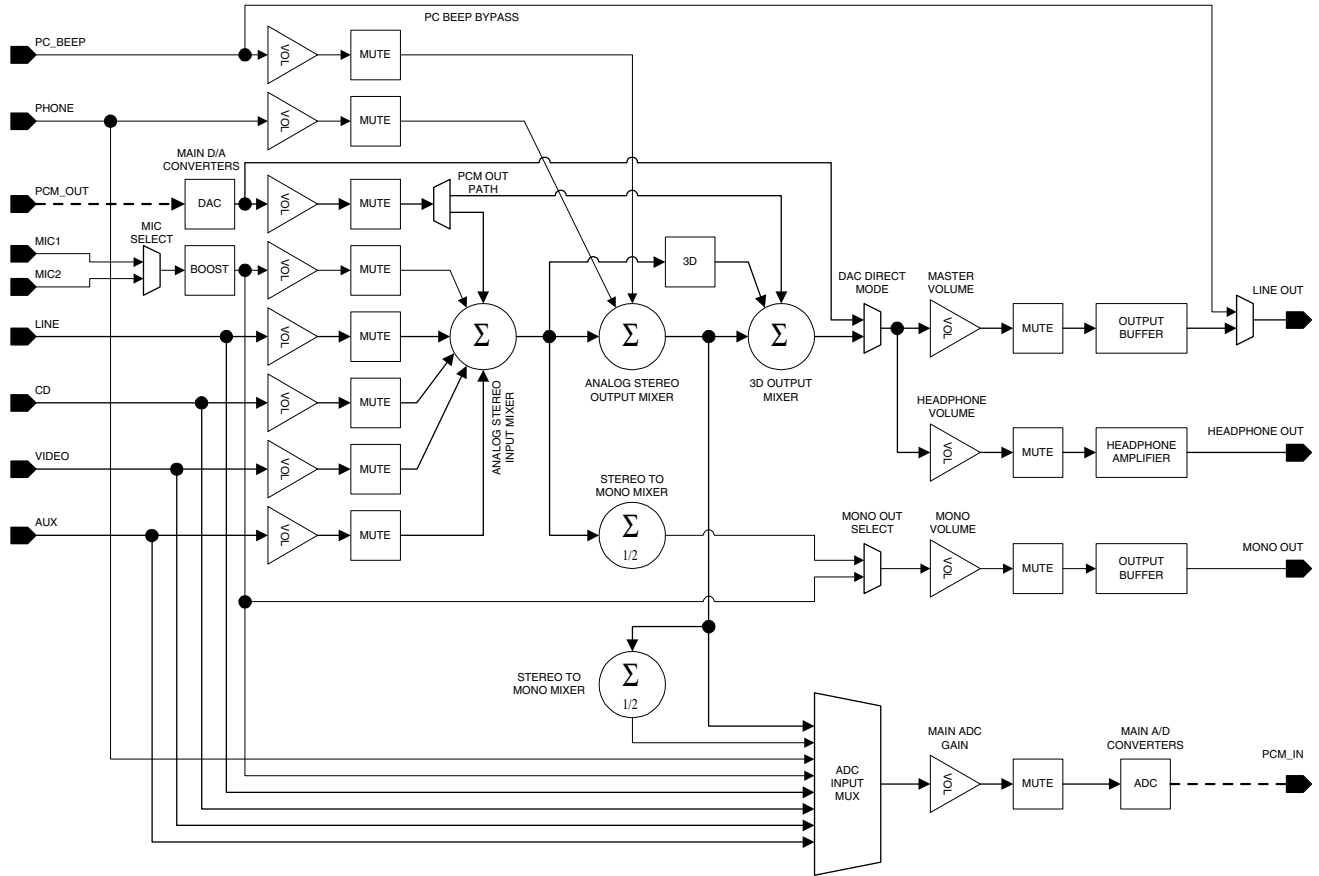 PC BEEP BYPASS
PC_BEEP
VOL
MUTE
PHONE
VOL
MUTE
MAIN D/A
CONVERTERS
PCM_OUT
DAC
VOL
MUTE
PCM OUT
PATH
MIC1
MIC2
MIC
SELECT
BOOST
VOL
MUTE
3D
LINE
VOL
MUTE
Σ
ANALOG STEREO
INPUT MIXER
Σ
ANALOG STEREO
OUTPUT MIXER
Σ
3D OUTPUT
MIXER
DAC DIRECT
MODE
MASTER
VOLUME
VOL
MUTE
OUTPUT
BUFFER
LINE OUT
CD
VOL
MUTE
HEADPHONE
VOLUME
VOL
MUTE
HEADPHONE
AMPLIFIER
HEADPHONE OUT
VIDEO
VOL
MUTE
AUX
VOL
MUTE
STEREO TO
MONO MIXER
Σ
1/2
MONO OUT
SELECT
MONO
VOLUME
VOL
MUTE
OUTPUT
BUFFER
MONO OUT
STEREO TO
MONO MIXER
Σ
1/2
ADC
INPUT
MUX
MAIN ADC
GAIN
VOL
MUTE
MAIN A/D
CONVERTERS
ADC
PCM_IN